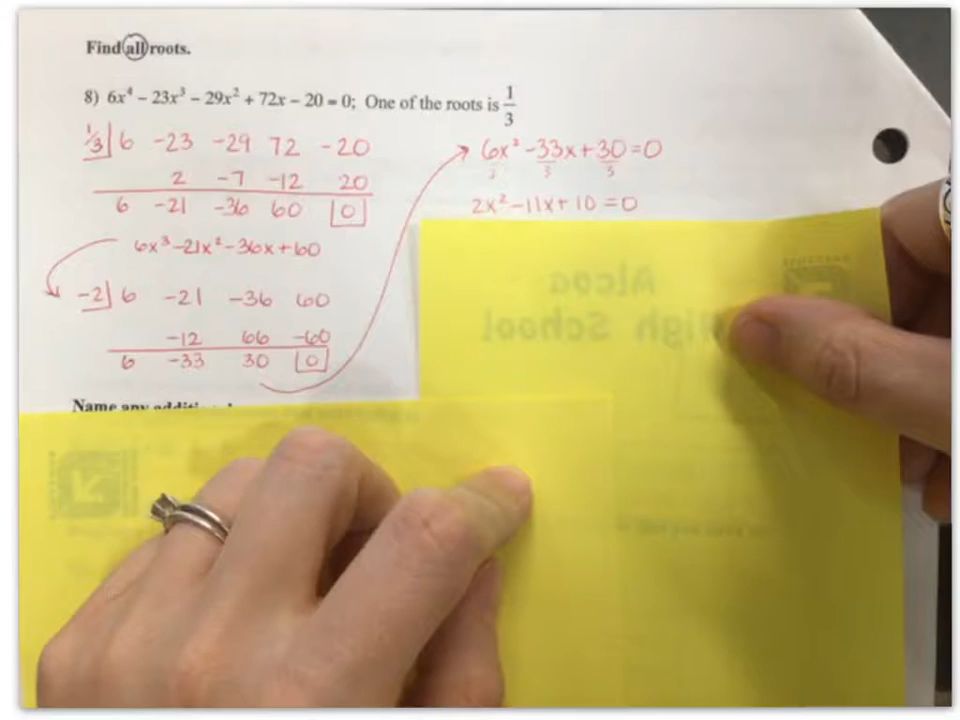 Find all roots.
8) 6x⁴ − 23x³ − 29x² + 72x − 20 = 0; One of the roots is 1/3
1/3 | 6 -23 -29 72 -20
2 -7 -12 20
6 -21 -36 60 0
6x³-21x²-36x+60
-2 | 6 -21 -36 60
-12 66 -60
6 -33 30 0
6x² -33x+30=0
3 3 3
2x²-11x+10=0
Alcoa
High School
Name any